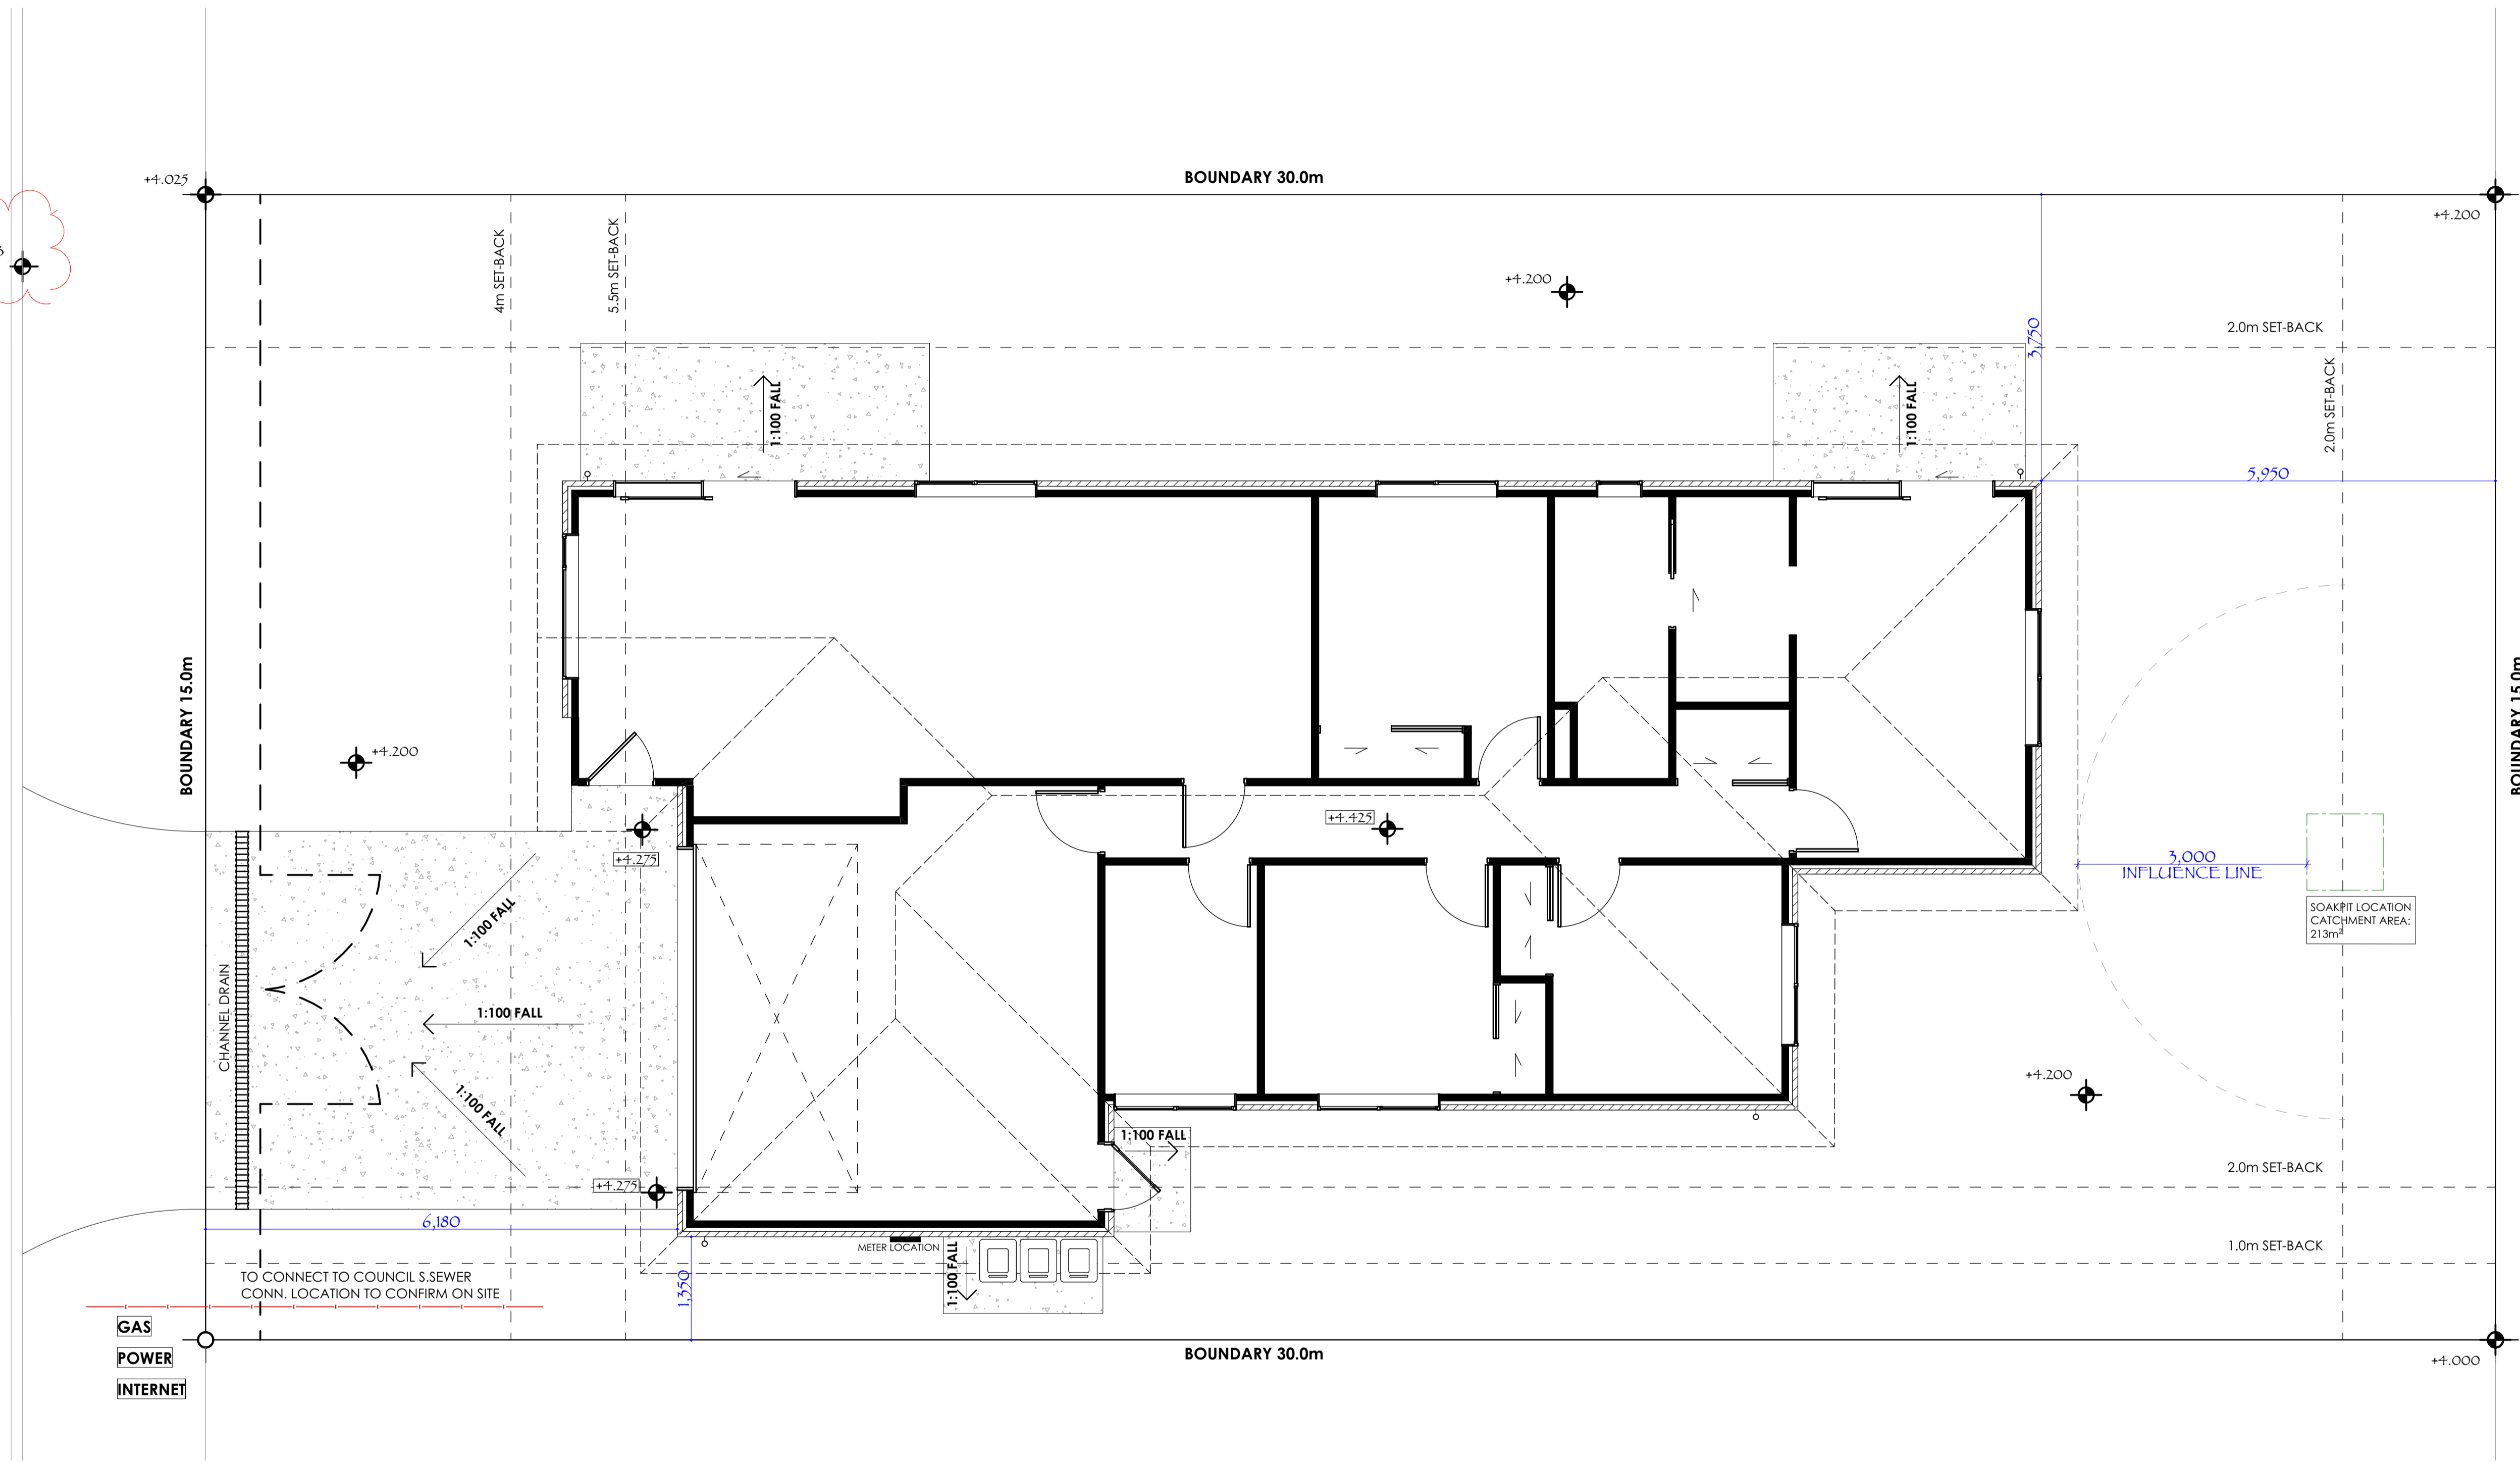 BOUNDARY 30.0m
+4.025
+4.200
3
4m SET-BACK
5.5m SET-BACK
+4.200
2.0m SET-BACK
3,750
2.0m SET-BACK
1:100 FALL
1:100 FALL
5,950
BOUNDARY 15.0m
BOUNDARY 15.0m
+4.200
+4.425
+4.275
3,000
INFLUENCE LINE
SOAKPIT LOCATION
CATCHMENT AREA:
213m²
1:100 FALL
CHANNEL DRAIN
1:100 FALL
1:100 FALL
+4.200
1:100 FALL
2.0m SET-BACK
+4.275
6,180
METER LOCATION
1:100 FALL
1.0m SET-BACK
1,350
TO CONNECT TO COUNCIL S.SEWER
CONN. LOCATION TO CONFIRM ON SITE
GAS
POWER
INTERNET
BOUNDARY 30.0m
+4.000